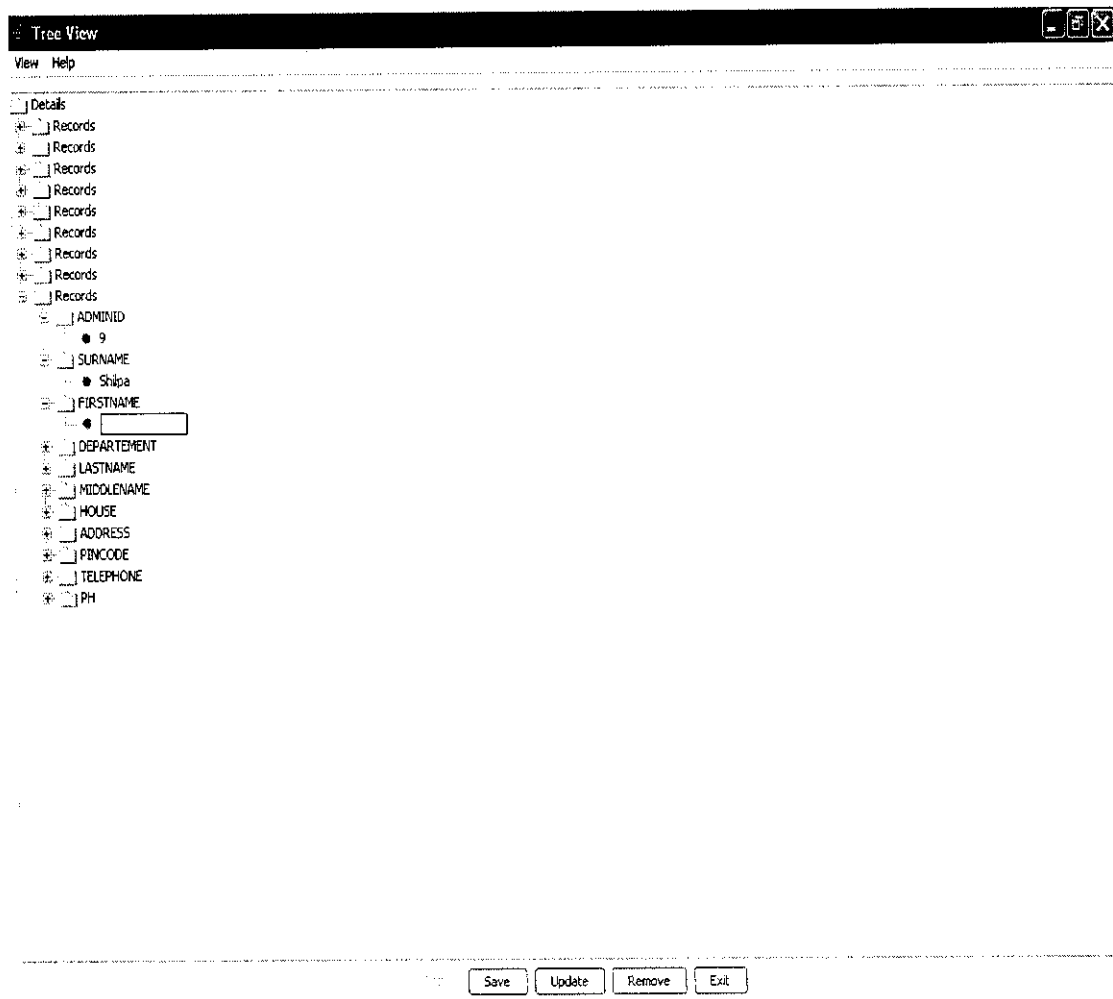 Tree View
View Help
Details
Records
Records
Records
Records
Records
Records
Records
Records
Records
ADMINID
9
SURNAME
Shilpa
FIRSTNAME
DEPARTEMENT
LASTNAME
MIDDLENAME
HOUSE
ADDRESS
PINCODE
TELEPHONE
PH
Save Update Remove Exit